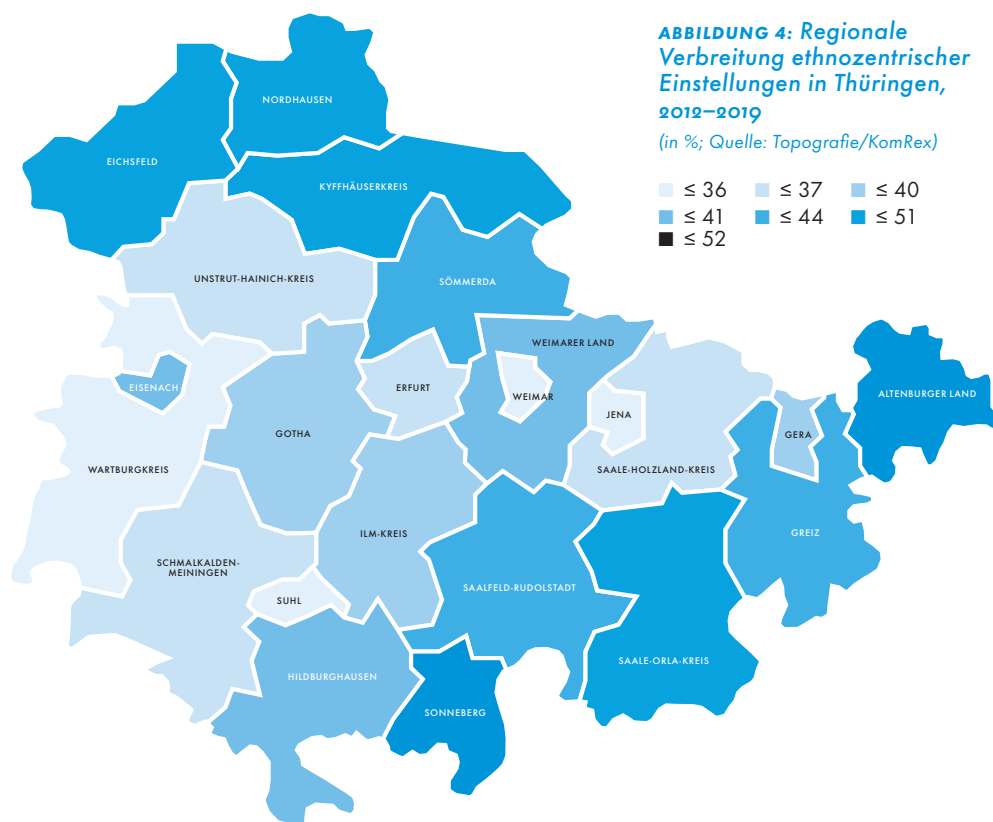 ABBILDUNG 4: Regionale
Verbreitung ethnozentrischer
Einstellungen in Thüringen,
2012–2019
(in %; Quelle: Topografie/KomRex)
≤ 36 ≤ 37 ≤ 40
≤ 41 ≤ 44 ≤ 51
≤ 52
NORDHAUSEN
EICHSFELD
KYFFHÄUSERKREIS
UNSTRUT-HAINICH-KREIS
SÖMMERDA
WEIMARER LAND
EISENACH
ERFURT
WEIMAR
ALTENBURGER LAND
JENA
GOTHA
GERA
WARTBURGKREIS
SAALE-HOLZLAND-KREIS
ILM-KREIS
GREIZ
SCHMALKALDEN-
MEININGEN
SAALFELD-RUDOLSTADT
SUHL
SAALE-ORLA-KREIS
HILDBURGHAUSEN
SONNEBERG